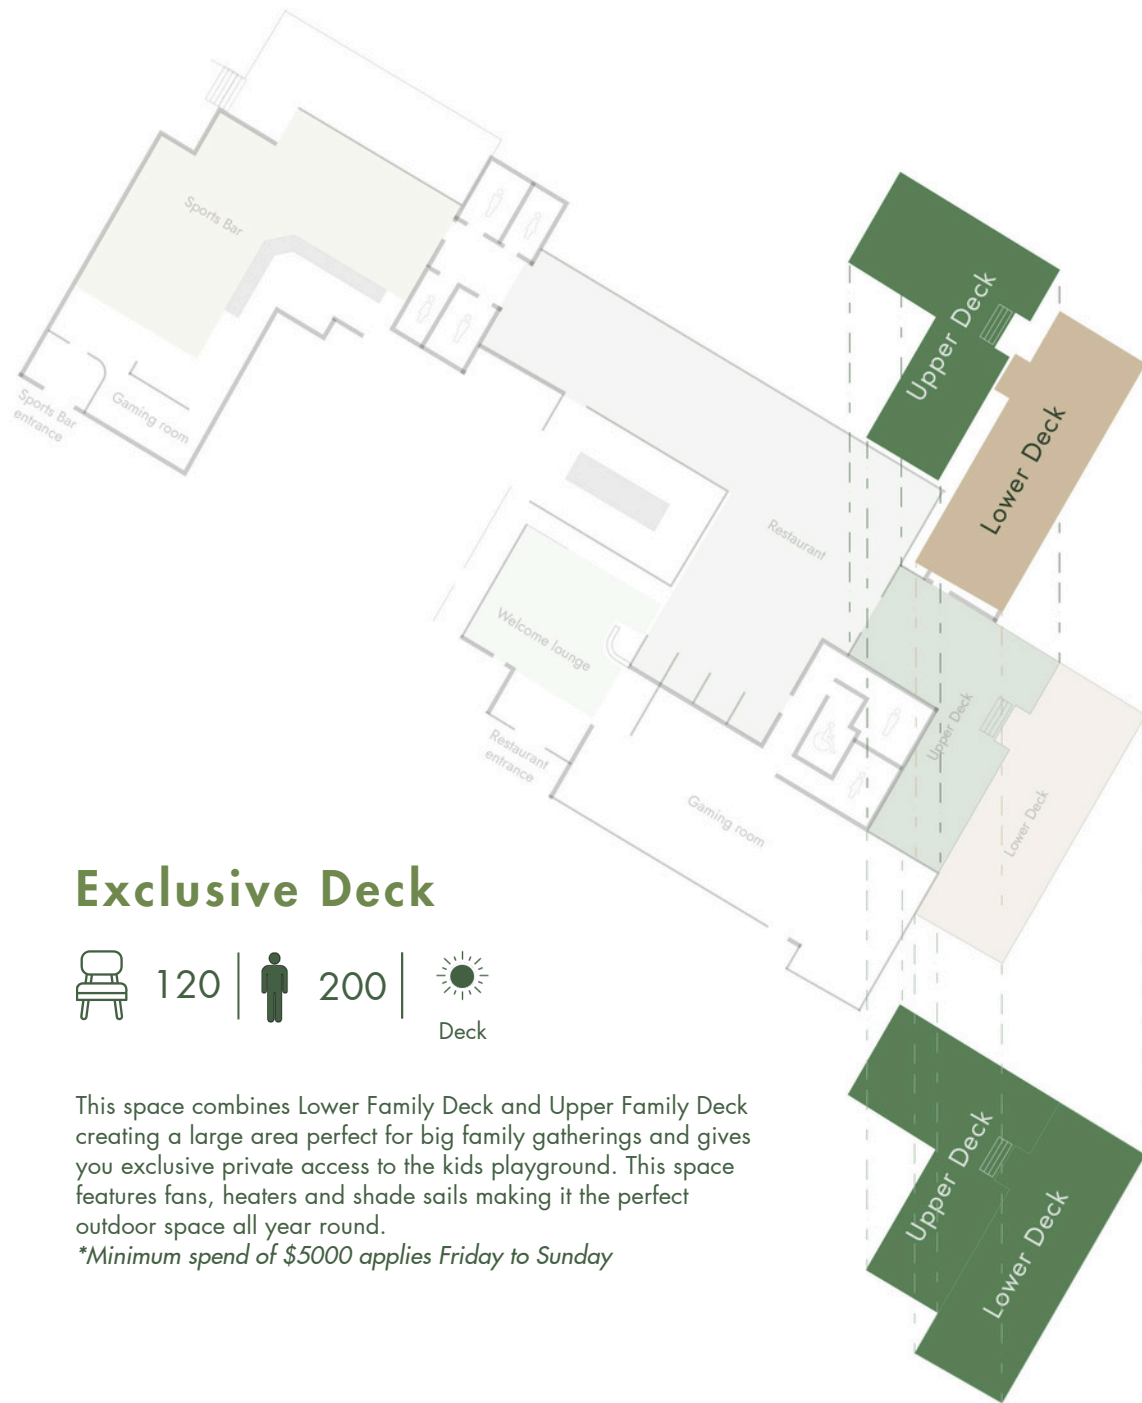 Sports Bar
Sports Bar
entrance
Gaming room
Upper Deck
Lower Deck
Restaurant
Welcome lounge
Restaurant
entrance
Gaming room
Upper Deck
Lower Deck
Exclusive Deck
120
200
Deck
This space combines Lower Family Deck and Upper Family Deck
creating a large area perfect for big family gatherings and gives
you exclusive private access to the kids playground. This space
features fans, heaters and shade sails making it the perfect
outdoor space all year round.
*Minimum spend of $5000 applies Friday to Sunday
Upper Deck
Lower Deck